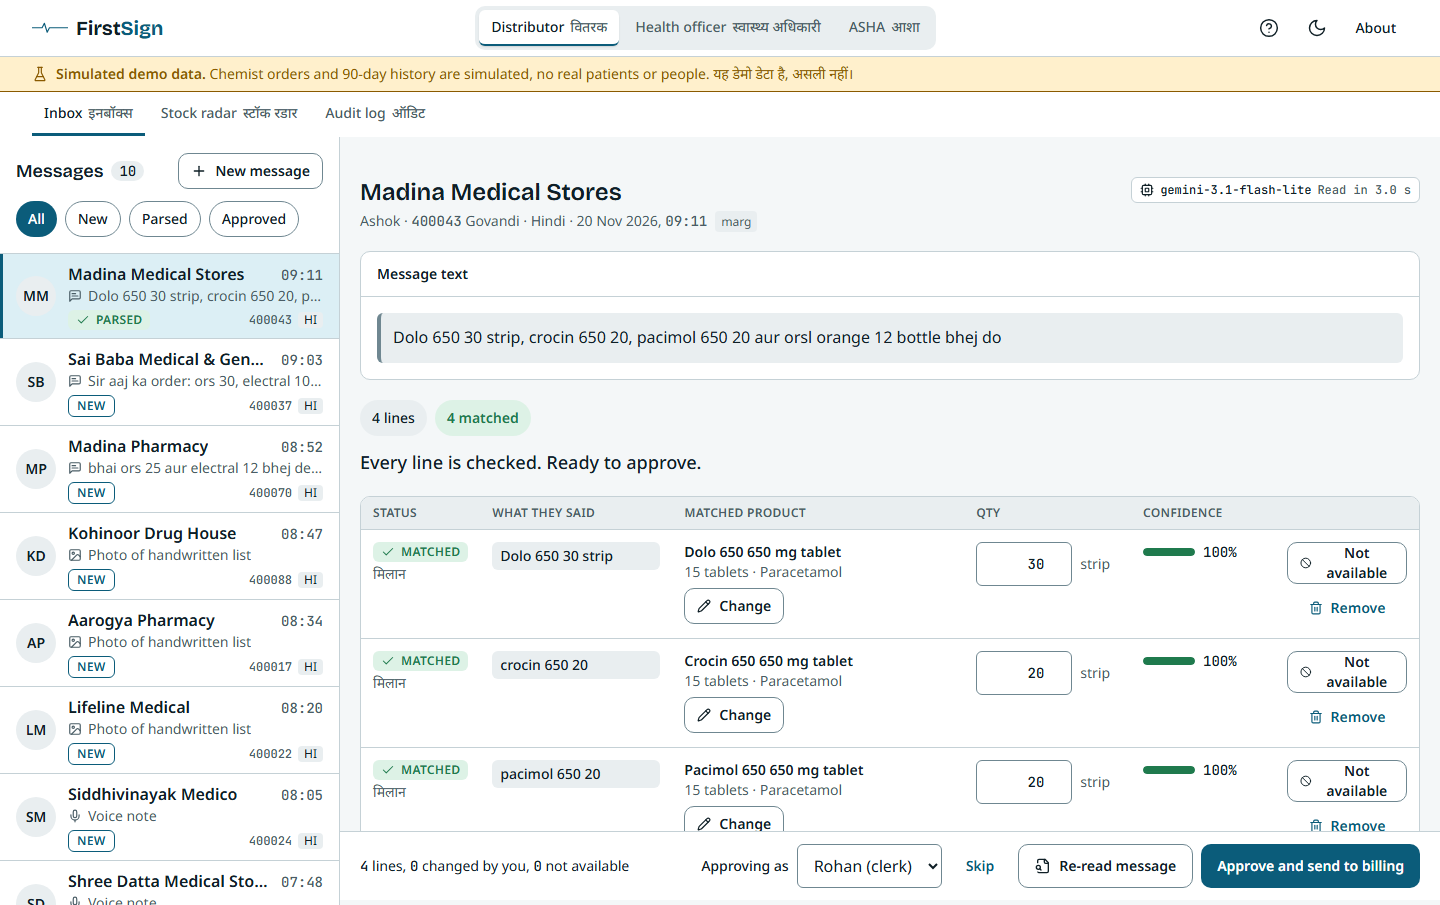 FirstSign
Distributor वितरक
Health officer स्वास्थ्य अधिकारी
ASHA आशा
About
Simulated demo data. Chemist orders and 90-day history are simulated, no real patients or people. यह डेमो डेटा है, असली नहीं।
Inbox इनबॉक्स
Stock radar स्टॉक रडार
Audit log ऑडिट
Messages 10
New message
All
New
Parsed
Approved
MM
Madina Medical Stores 09:11
Dolo 650 30 strip, crocin 650 20, p...
PARSED 400043 HI
SB
Sai Baba Medical & Gen... 09:03
Sir aaj ka order: ors 30, electral 10...
NEW 400037 HI
MP
Madina Pharmacy 08:52
bhai ors 25 aur electral 12 bhej de...
NEW 400070 HI
KD
Kohinoor Drug House 08:47
Photo of handwritten list
NEW 400088 HI
AP
Aarogya Pharmacy 08:34
Photo of handwritten list
NEW 400017 HI
LM
Lifeline Medical 08:20
Photo of handwritten list
NEW 400022 HI
SM
Siddhivinayak Medico 08:05
Voice note
NEW 400024 HI
SD
Shree Datta Medical Sto... 07:48
Voice note
Madina Medical Stores
gemini-3.1-flash-lite Read in 3.0 s
Ashok · 400043 Govandi · Hindi · 20 Nov 2026, 09:11 marg
Message text
Dolo 650 30 strip, crocin 650 20, pacimol 650 20 aur orsl orange 12 bottle bhej do
4 lines
4 matched
Every line is checked. Ready to approve.
STATUS WHAT THEY SAID MATCHED PRODUCT QTY CONFIDENCE
MATCHED
मिलान
Dolo 650 30 strip
Dolo 650 650 mg tablet
15 tablets · Paracetamol
Change
30 strip
100%
Not available
Remove
MATCHED
मिलान
crocin 650 20
Crocin 650 650 mg tablet
15 tablets · Paracetamol
Change
20 strip
100%
Not available
Remove
MATCHED
मिलान
pacimol 650 20
Pacimol 650 650 mg tablet
15 tablets · Paracetamol
Change
20 strip
100%
Not available
Remove
4 lines, 0 changed by you, 0 not available
Approving as
Rohan (clerk)
Skip
Re-read message
Approve and send to billing